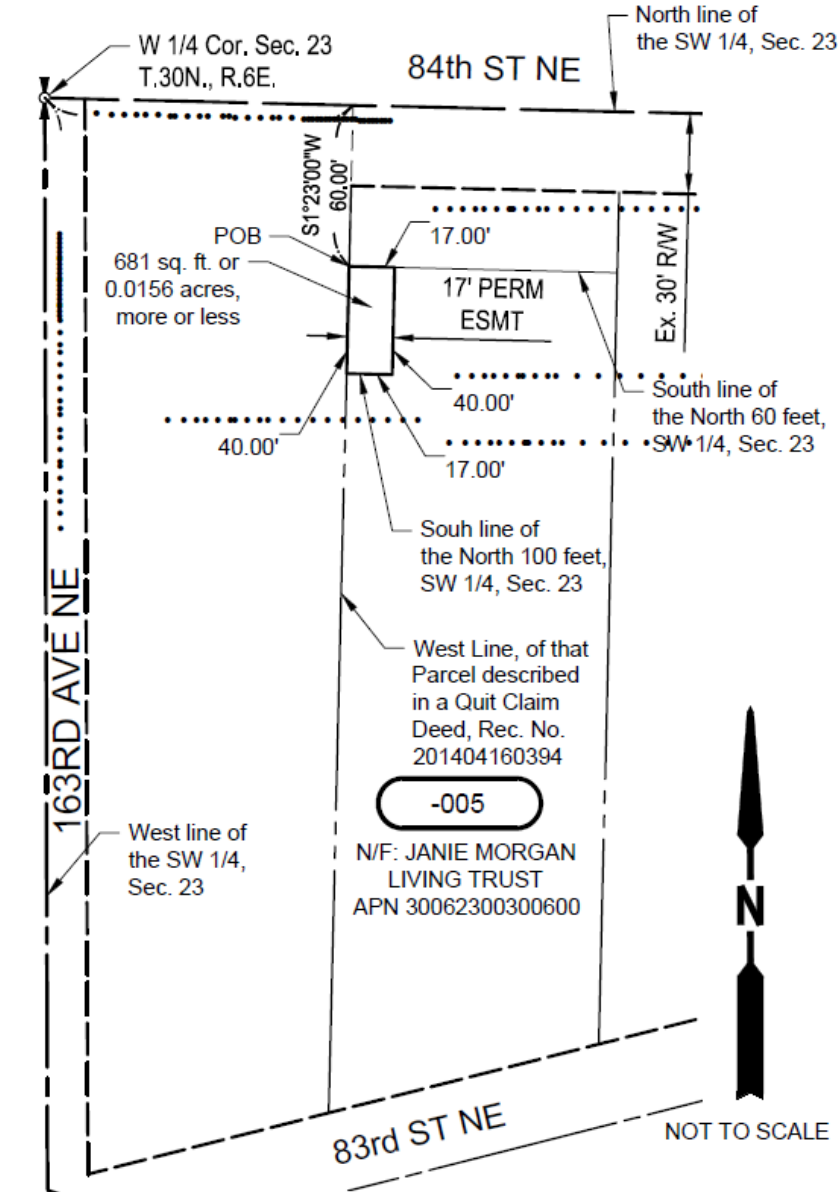 North line of
the SW 1/4, Sec. 23
W 1/4 Cor. Sec. 23
T.30N., R.6E.
84th ST NE
S1°23'00"W
60.00'
POB
681 sq. ft. or
0.0156 acres,
more or less
17.00'
17' PERM
ESMT
Ex. 30' R/W
40.00'
South line of
the North 60 feet,
SW 1/4, Sec. 23
40.00'
17.00'
Souh line of
the North 100 feet,
SW 1/4, Sec. 23
163RD AVE NE
West Line, of that
Parcel described
in a Quit Claim
Deed, Rec. No.
201404160394
-005
N/F: JANIE MORGAN
LIVING TRUST
APN 30062300300600
West line of
the SW 1/4,
Sec. 23
N
83rd ST NE
NOT TO SCALE